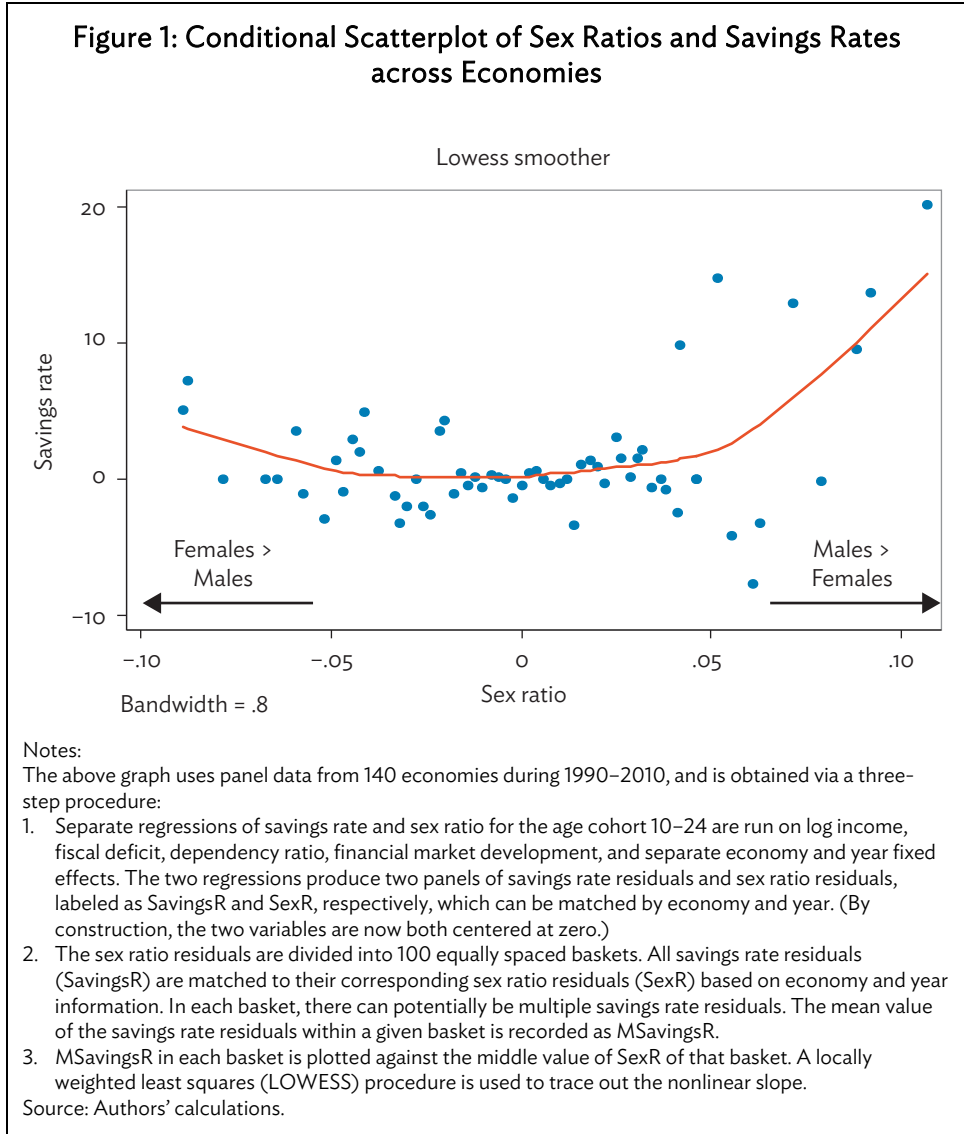 Figure 1: Conditional Scatterplot of Sex Ratios and Savings Rates
across Economies
Lowess smoother
20
10
0
−10
Savings rate
Females >
Males
Males >
Females
−.10
−.05
0
.05
.10
Sex ratio
Bandwidth = .8
Notes:
The above graph uses panel data from 140 economies during 1990–2010, and is obtained via a three-
step procedure:
1. Separate regressions of savings rate and sex ratio for the age cohort 10–24 are run on log income,
fiscal deficit, dependency ratio, financial market development, and separate economy and year fixed
effects. The two regressions produce two panels of savings rate residuals and sex ratio residuals,
labeled as SavingsR and SexR, respectively, which can be matched by economy and year. (By
construction, the two variables are now both centered at zero.)
2. The sex ratio residuals are divided into 100 equally spaced baskets. All savings rate residuals
(SavingsR) are matched to their corresponding sex ratio residuals (SexR) based on economy and year
information. In each basket, there can potentially be multiple savings rate residuals. The mean value
of the savings rate residuals within a given basket is recorded as MSavingsR.
3. MSavingsR in each basket is plotted against the middle value of SexR of that basket. A locally
weighted least squares (LOWESS) procedure is used to trace out the nonlinear slope.
Source: Authors’ calculations.